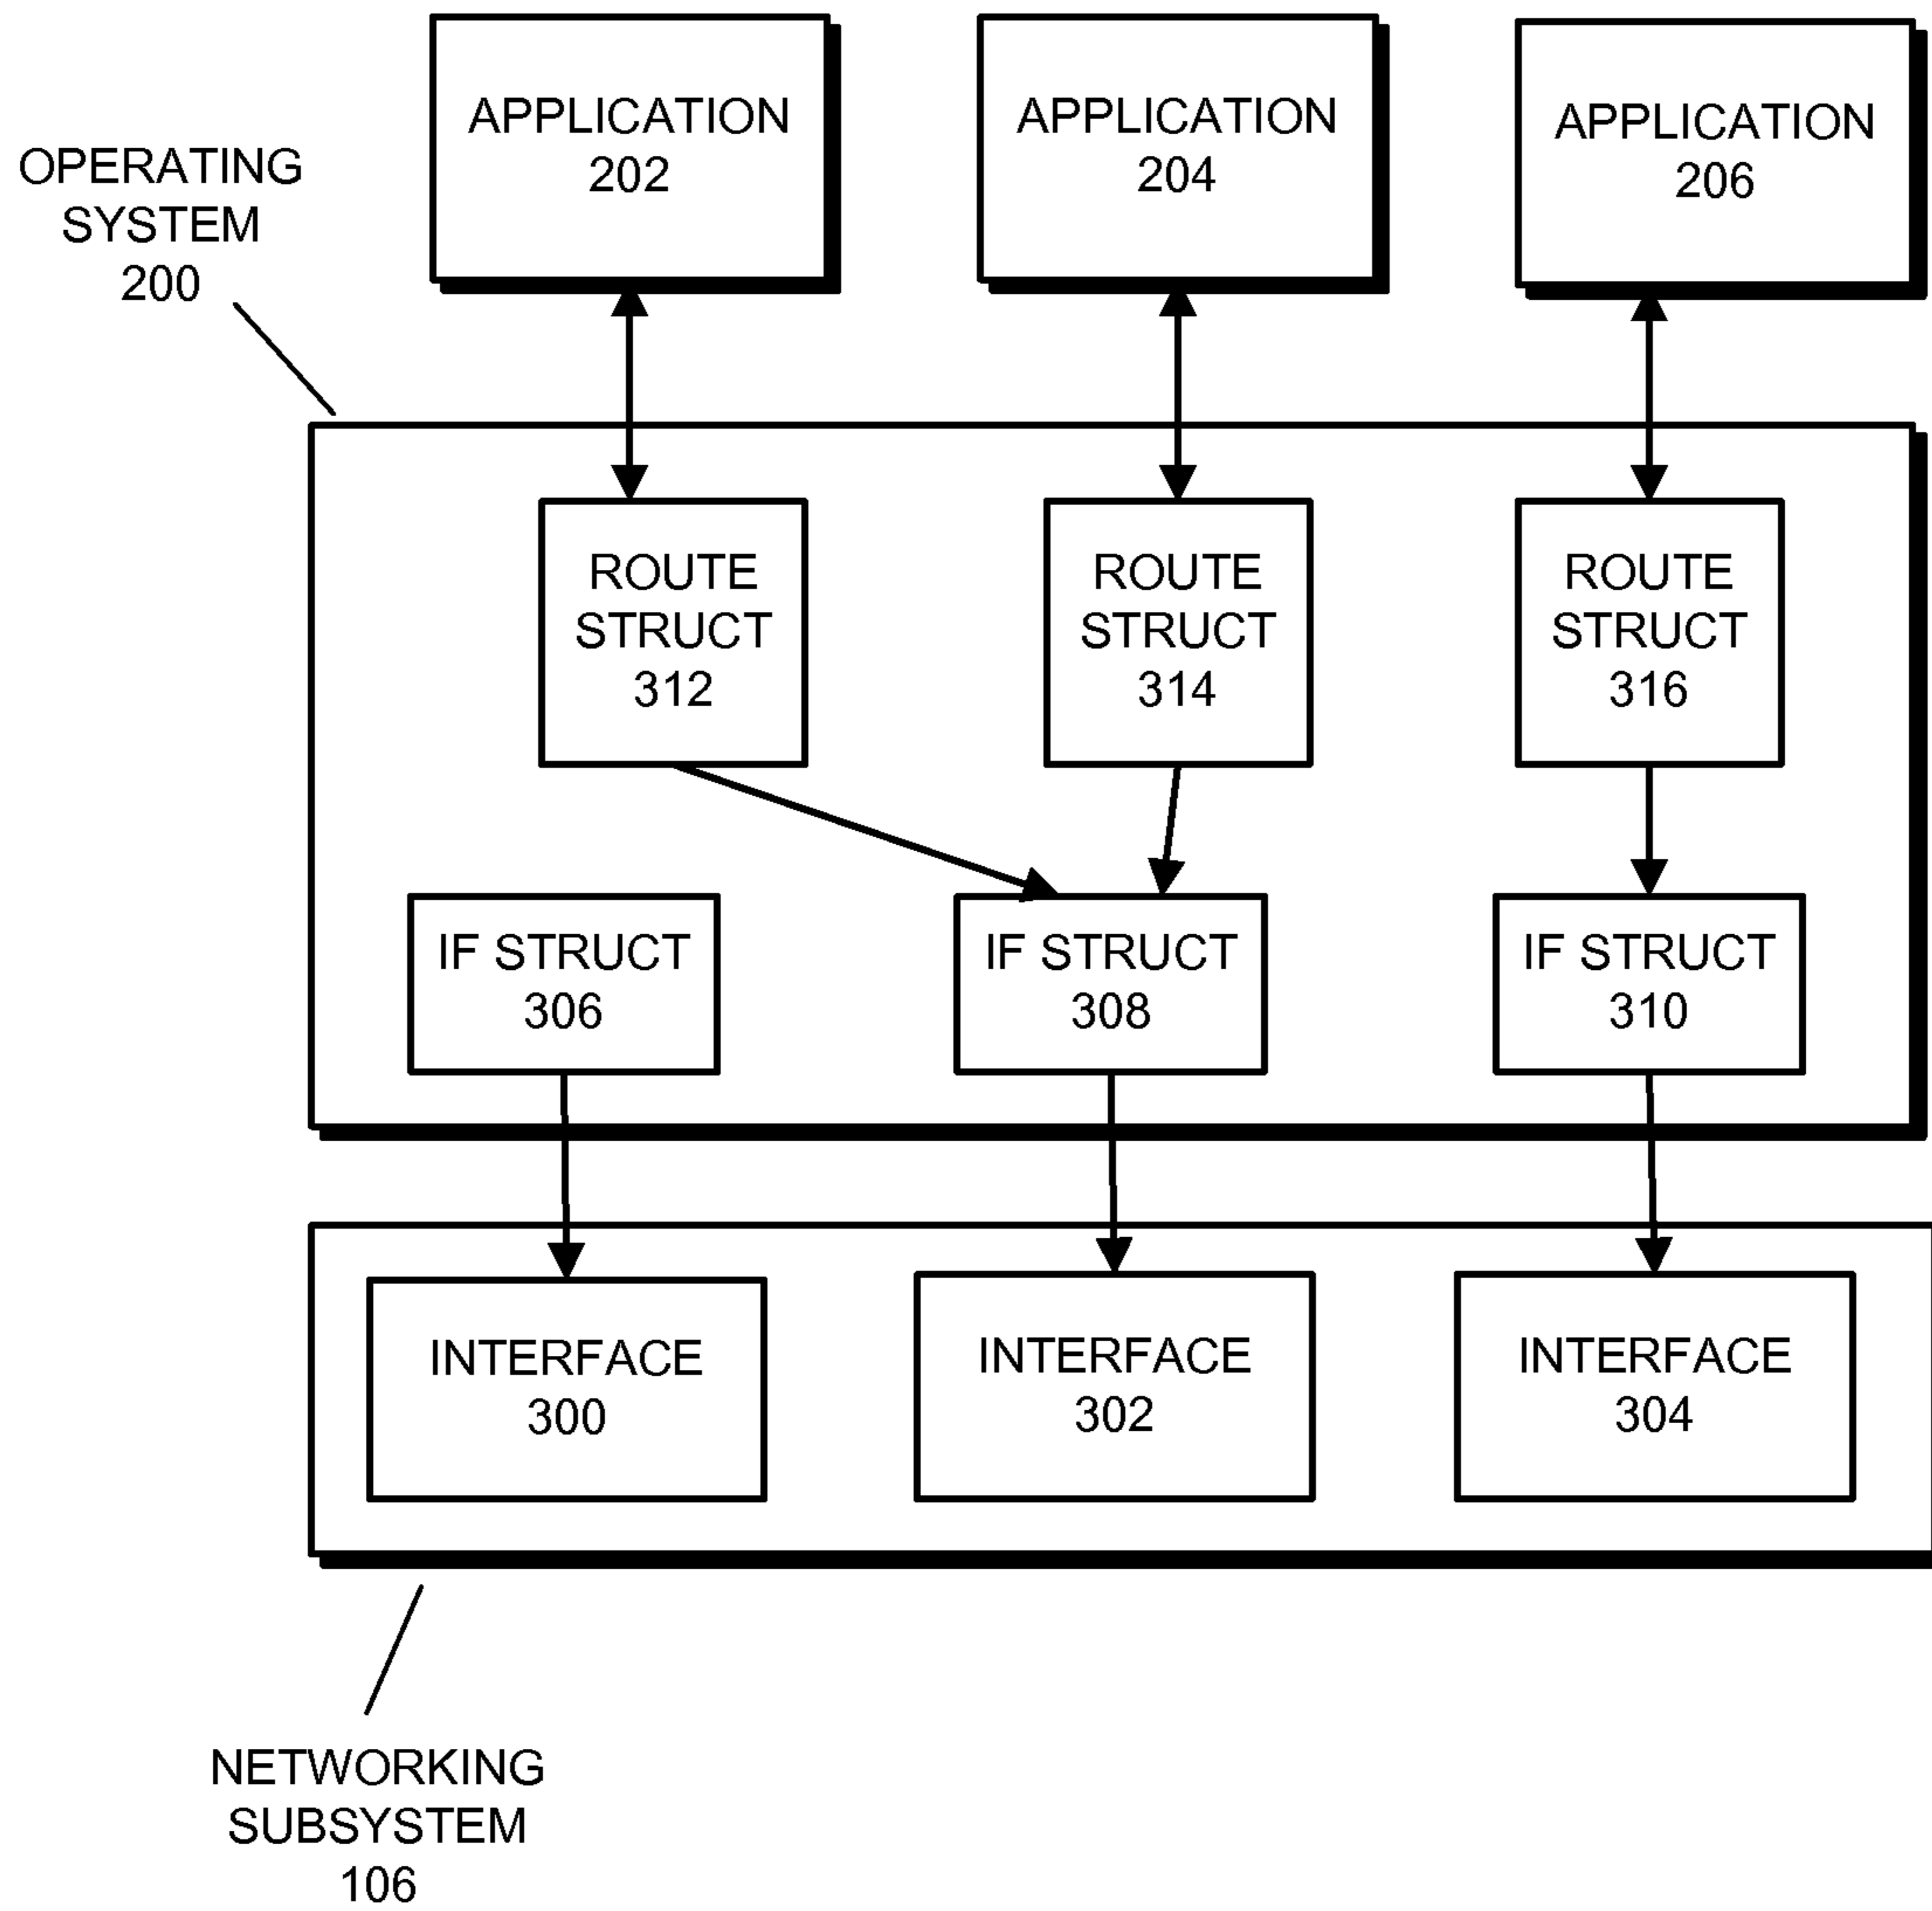 APPLICATION
202
APPLICATION
204
APPLICATION
206
OPERATING
SYSTEM
200
ROUTE
STRUCT
312
ROUTE
STRUCT
314
ROUTE
STRUCT
316
IF STRUCT
306
IF STRUCT
308
IF STRUCT
310
INTERFACE
300
INTERFACE
302
INTERFACE
304
NETWORKING
SUBSYSTEM
106